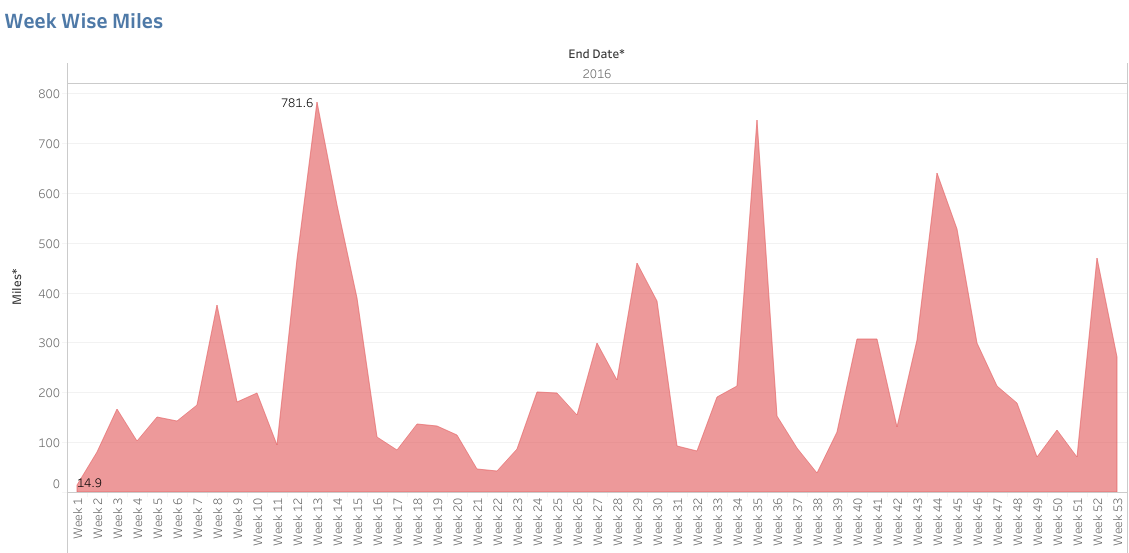 Week Wise Miles
End Date*
2016
Miles*
800
700
600
500
400
300
200
100
0
781.6
14.9
Week 1
Week 2
Week 3
Week 4
Week 5
Week 6
Week 7
Week 8
Week 9
Week 10
Week 11
Week 12
Week 13
Week 14
Week 15
Week 16
Week 17
Week 18
Week 19
Week 20
Week 21
Week 22
Week 23
Week 24
Week 25
Week 26
Week 27
Week 28
Week 29
Week 30
Week 31
Week 32
Week 33
Week 34
Week 35
Week 36
Week 37
Week 38
Week 39
Week 40
Week 41
Week 42
Week 43
Week 44
Week 45
Week 46
Week 47
Week 48
Week 49
Week 50
Week 51
Week 52
Week 53